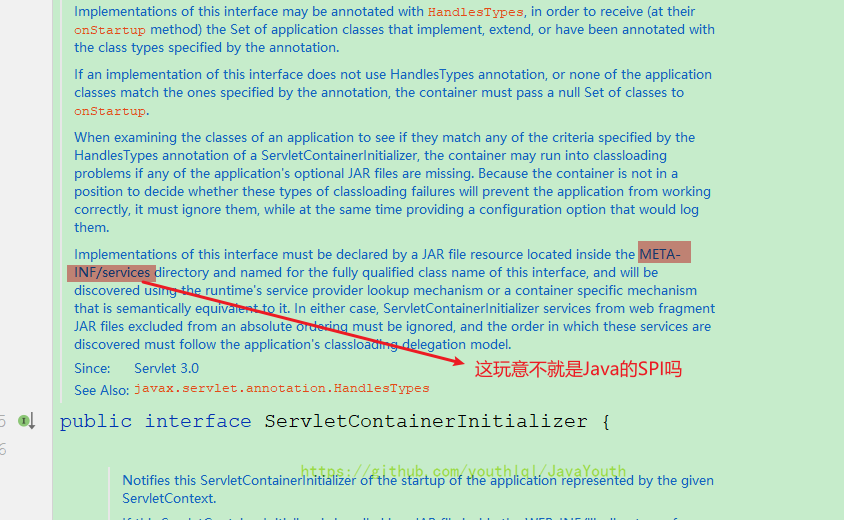 Implementations of this interface may be annotated with HandlesTypes, in order to receive (at their
onStartup method) the Set of application classes that implement, extend, or have been annotated with
the class types specified by the annotation.
If an implementation of this interface does not use HandlesTypes annotation, or none of the application
classes match the ones specified by the annotation, the container must pass a null Set of classes to
onStartup.
When examining the classes of an application to see if they match any of the criteria specified by the
HandlesTypes annotation of a ServletContainerInitializer, the container may run into classloading
problems if any of the application's optional JAR files are missing. Because the container is not in a
position to decide whether these types of classloading failures will prevent the application from working
correctly, it must ignore them, while at the same time providing a configuration option that would log
them.
Implementations of this interface must be declared by a JAR file resource located inside the META-
INF/services directory and named for the fully qualified class name of this interface, and will be
discovered using the runtime's service provider lookup mechanism or a container specific mechanism
that is semantically equivalent to it. In either case, ServletContainerInitializer services from web fragment
JAR files excluded from an absolute ordering must be ignored, and the order in which these services are
discovered must follow the application's classloading delegation model.
Since: Servlet 3.0
这玩意不就是Java的SPI吗
See Also: javax.servlet.annotation.HandlesTypes
5 public interface ServletContainerInitializer {
6
https://github.com/youthlql/JavaYouth
Notifies this ServletContainerInitializer of the startup of the application represented by the given
ServletContext.